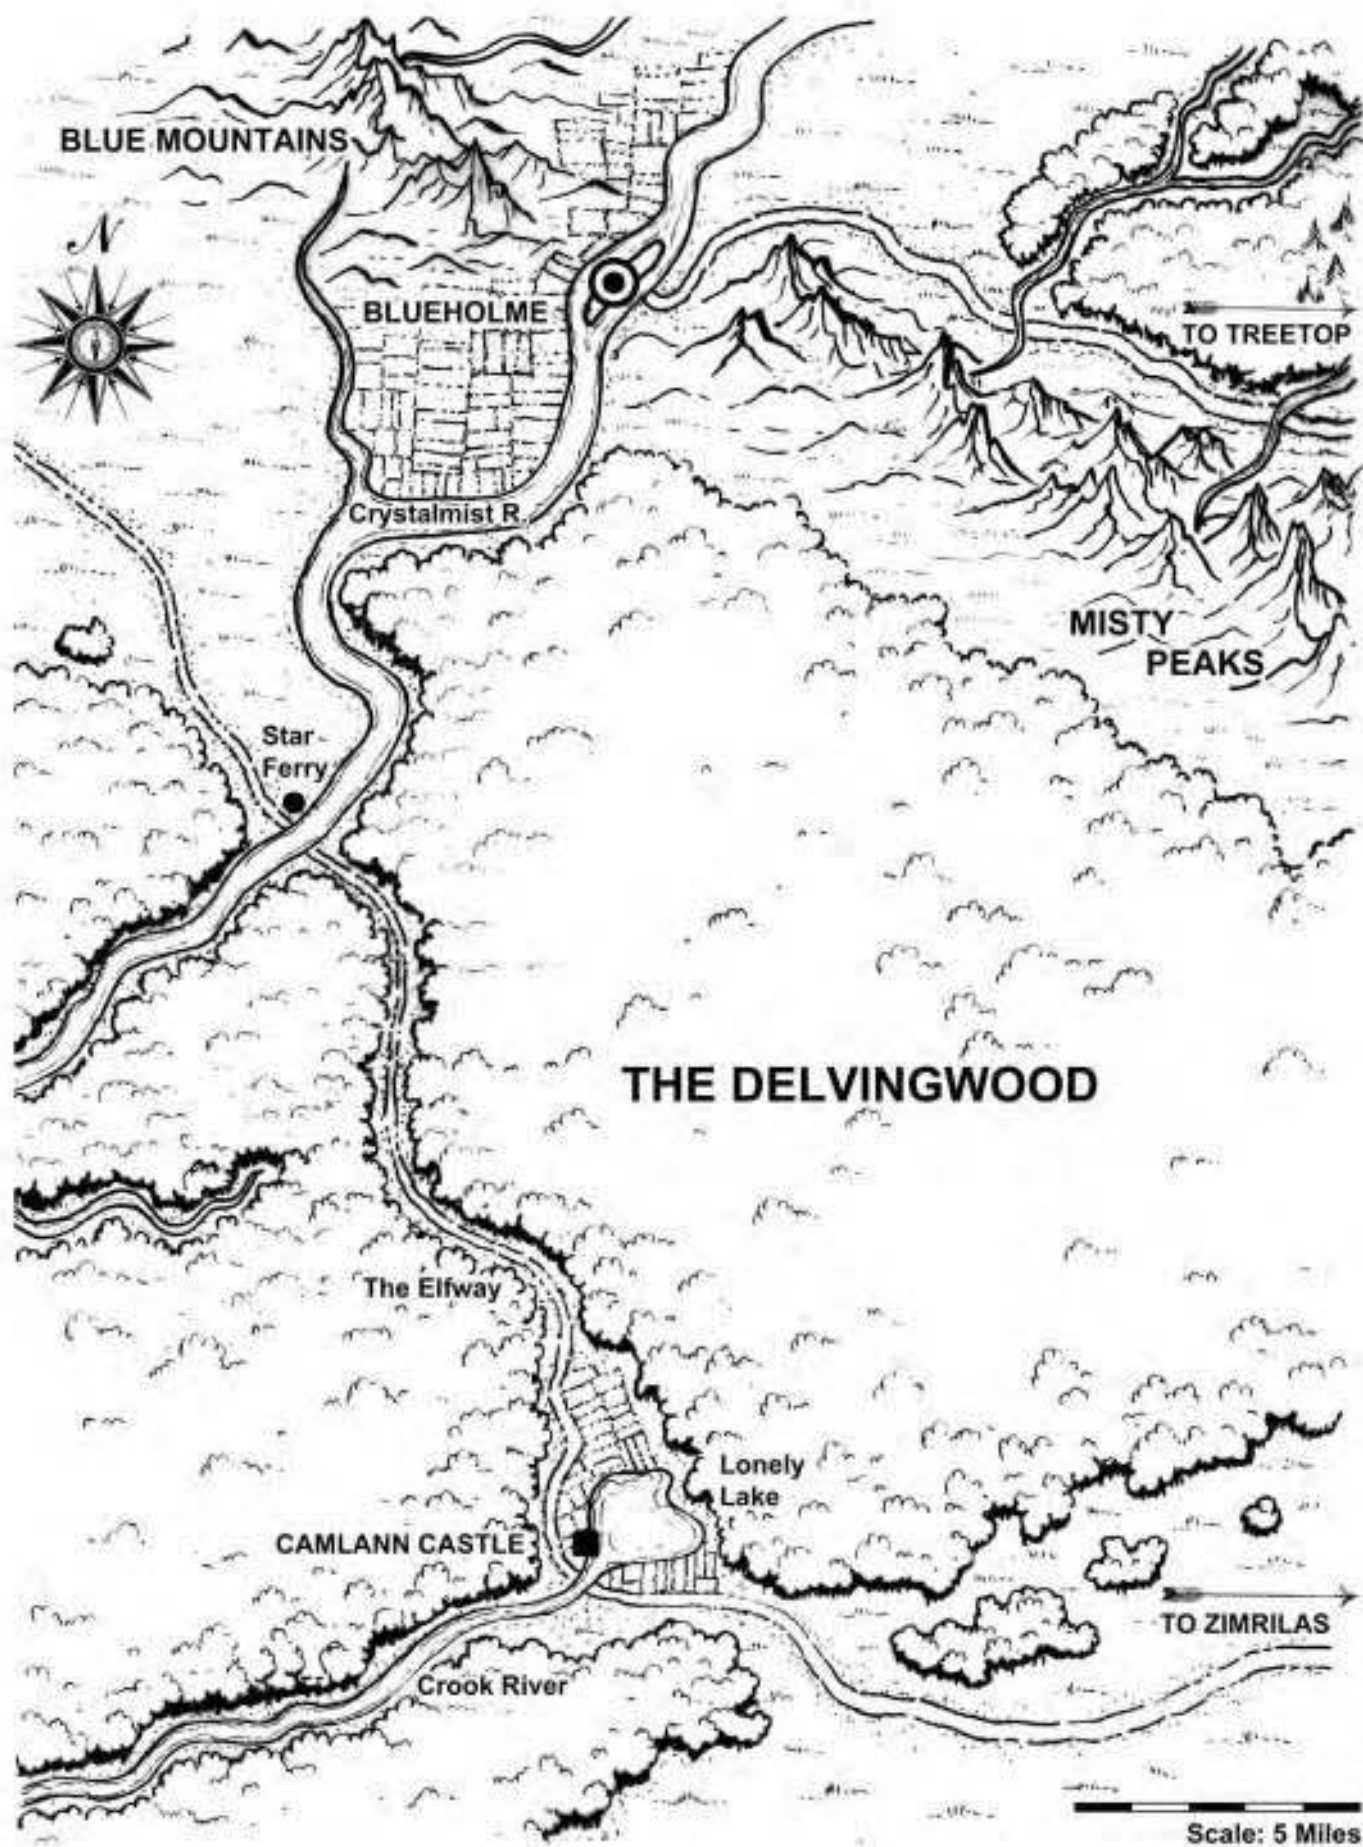 BLUE MOUNTAINS
N
BLUEHOLME
TO TREETOP
Crystalmist R.
MISTY
PEAKS
Star
Ferry
THE DELVINGWOOD
The Elfway
Lonely
Lake
CAMLANN CASTLE
TO ZIMRILAS
Crook River
Scale: 5 Miles